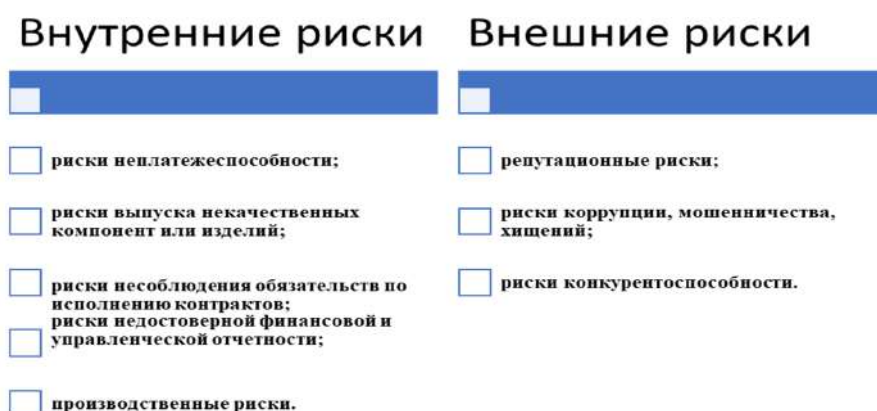 Внутренние риски
риски неплатежеспособности;
риски выпуска некачественных
компонент или изделий;
риски несоблюдения обязательств по
исполнению контрактов;
риски недостоверной финансовой и
управленческой отчетности;
производственные риски.
Внешние риски
репутационные риски;
риски коррупции, мошенничества,
хищений;
риски конкурентоспособности.